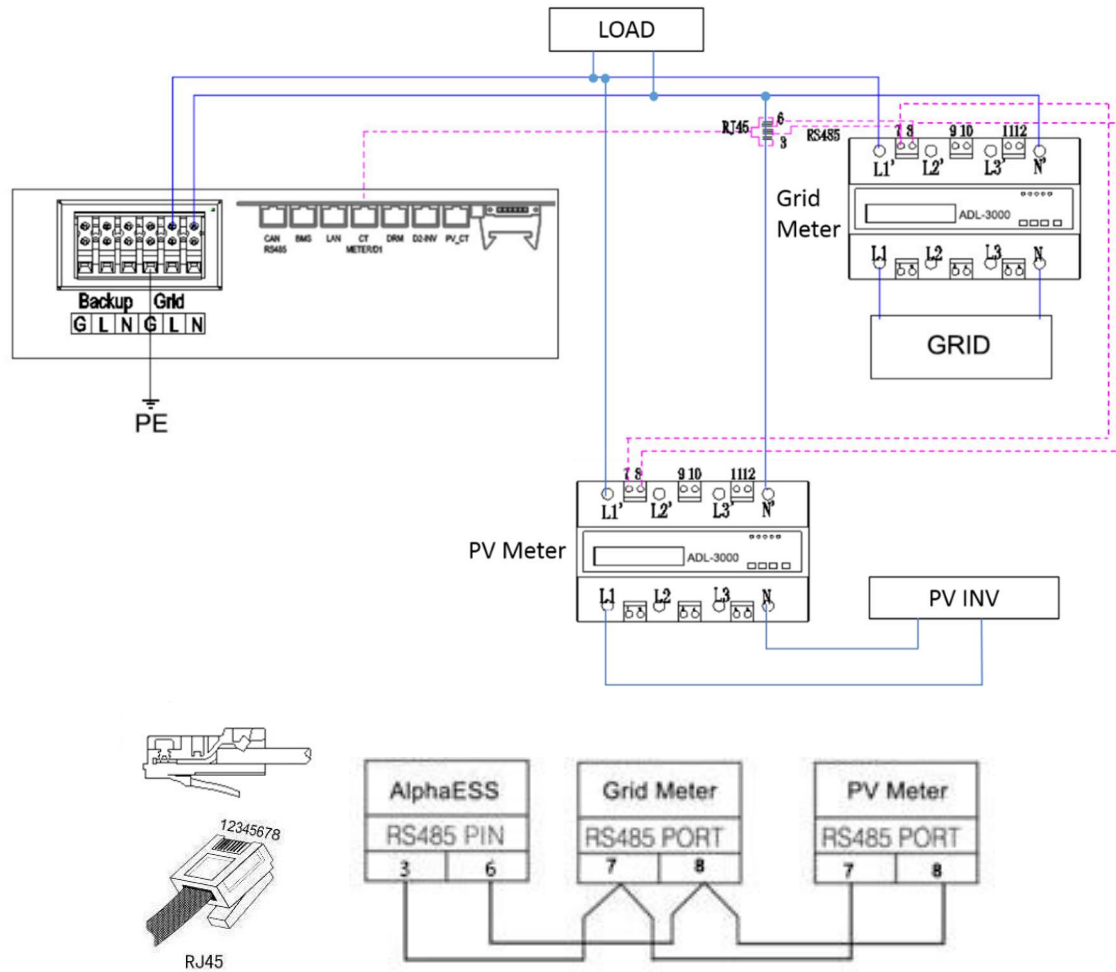 LOAD
RJ45
6
3
RS485
7 8
9 10
11 12
L1'
L2'
L3'
N'
Grid
Meter
ADL-3000
L1
L2
L3
N
GRID
CAN
RS485
BMS
LAN
CT
METER/D1
DRM
D2-INV
PV_CT
Backup Grid
G L N G L N
PE
7 8
9 10
11 12
L1'
L2'
L3'
N'
PV Meter
ADL-3000
L1
L2
L3
N
PV INV
12345678
RJ45
AlphaESS
RS485 PIN
3 6
Grid Meter
RS485 PORT
7 8
PV Meter
RS485 PORT
7 8